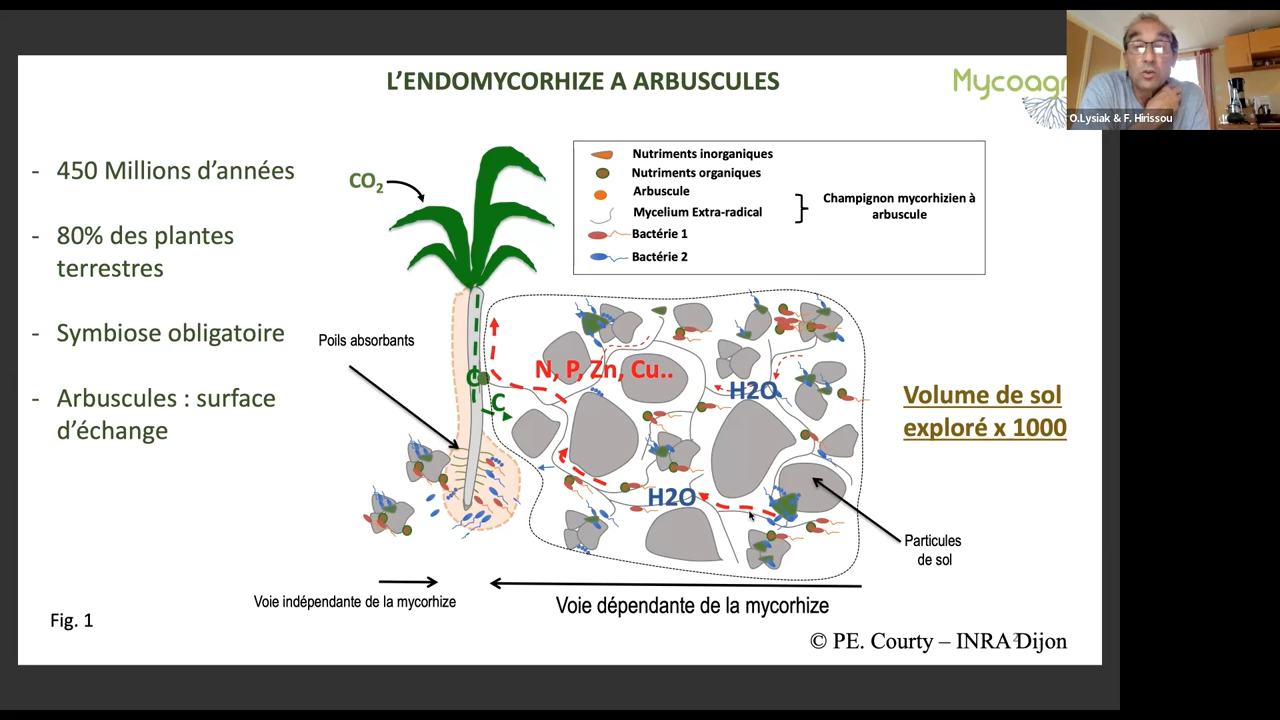 L'ENDOMYCORHIZE A ARBUSCULES
Mycoagr
O.Lysiak & F. Hirissou
- 450 Millions d'années
- 80% des plantes
terrestres
- Symbiose obligatoire
- Arbuscules : surface
d'échange
CO2
Nutriments inorganiques
Nutriments organiques
Arbuscule
Mycelium Extra-radical
Champignon mycorhizien à
arbuscule
Bactérie 1
Bactérie 2
Poils absorbants
N, P, Zn, Cu..
H2O
C
C
H2O
Volume de sol
exploré x 1000
Particules
de sol
Voie indépendante de la mycorhize
Voie dépendante de la mycorhize
Fig. 1
© PE. Courty – INRA Dijon